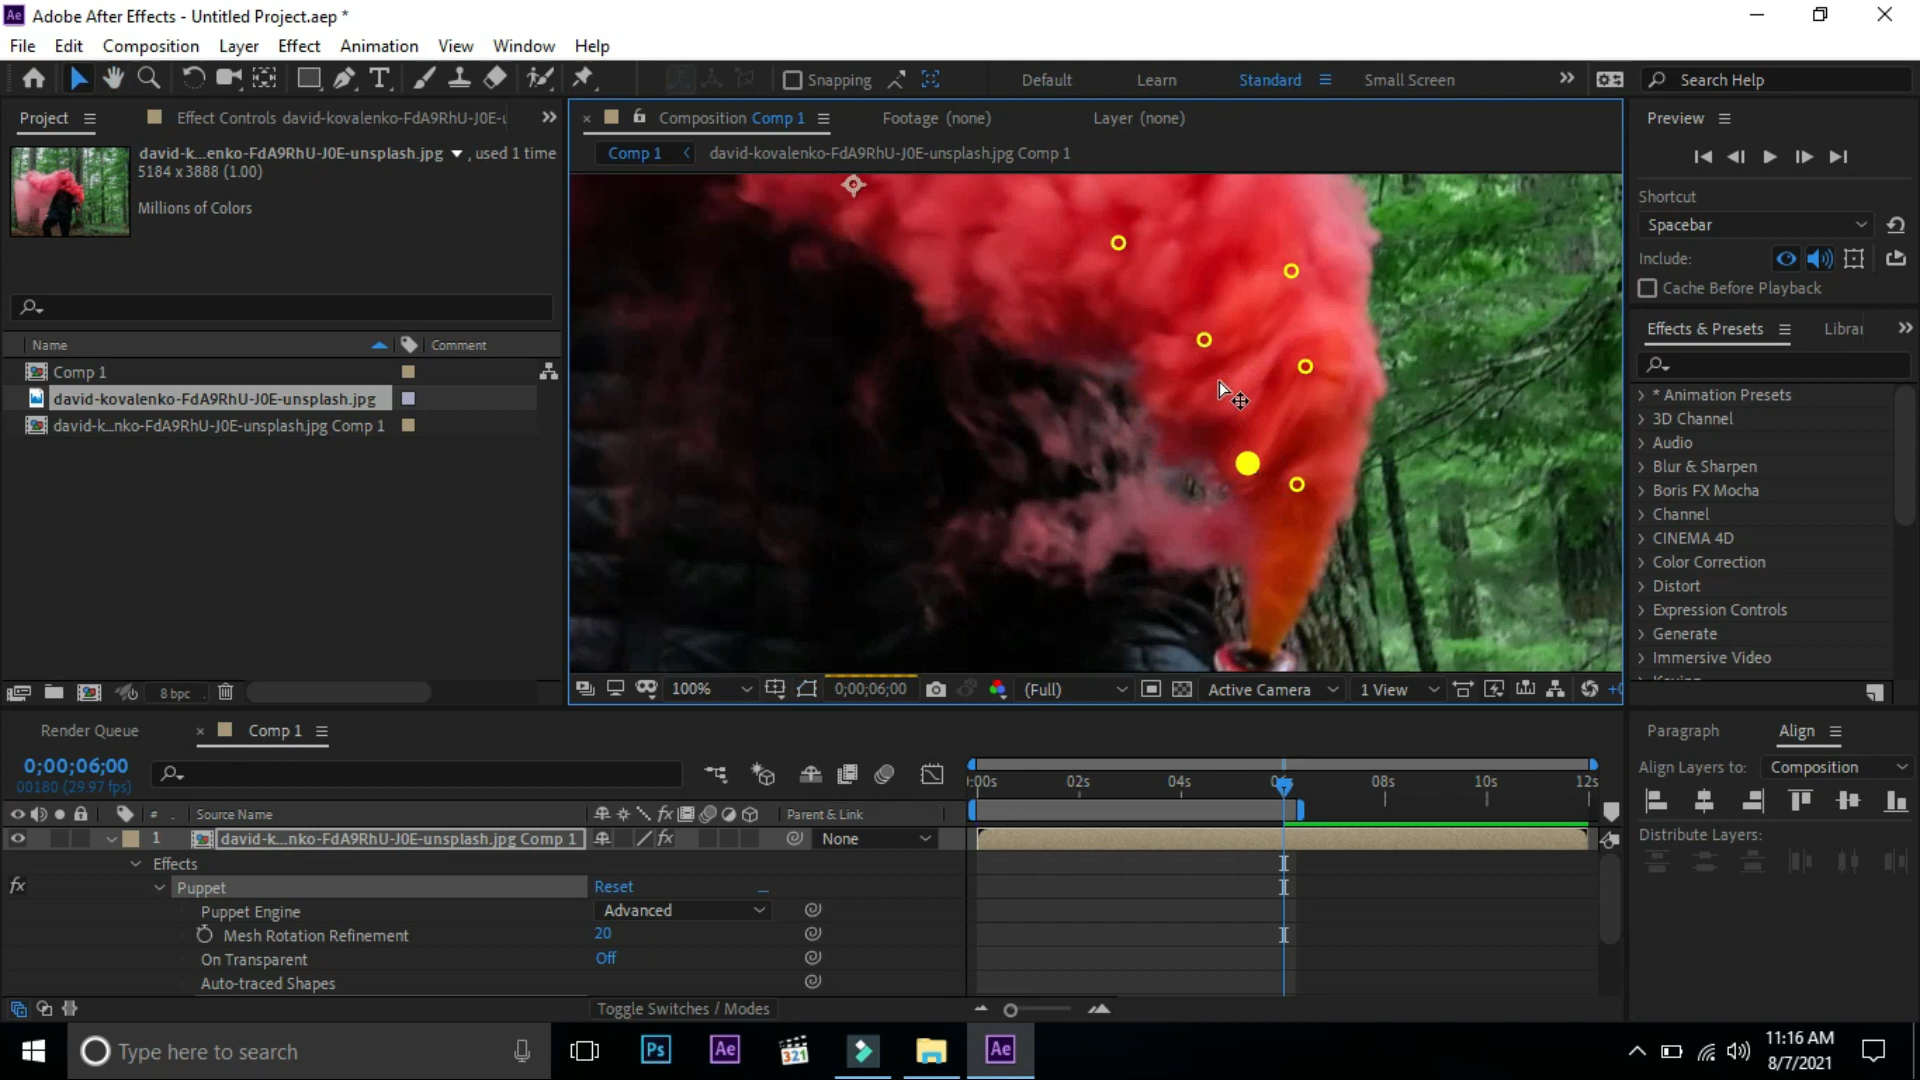 Ae Adobe After Effects - Untitled Project.aep *
File Edit Composition Layer Effect Animation View Window Help
Snapping Default Learn Standard Small Screen Search Help
Project Effect Controls david-kovalenko-FdA9RhU-J0E-u
david-k...enko-FdA9RhU-J0E-unsplash.jpg , used 1 time
5184 x 3888 (1.00)
Millions of Colors
Name Comment
Comp 1
david-kovalenko-FdA9RhU-J0E-unsplash.jpg
david-k...nko-FdA9RhU-J0E-unsplash.jpg Comp 1
8 bpc
Composition Comp 1 Footage (none) Layer (none)
Comp 1 david-kovalenko-FdA9RhU-J0E-unsplash.jpg Comp 1
100% 0;00;06;00 (Full) Active Camera 1 View +0
Preview
Shortcut
Spacebar
Include:
Cache Before Playback
Effects & Presets Librar
* Animation Presets
3D Channel
Audio
Blur & Sharpen
Boris FX Mocha
Channel
CINEMA 4D
Color Correction
Distort
Expression Controls
Generate
Immersive Video
Render Queue Comp 1
0;00;06;00
00180 (29.97 fps)
:00s 02s 04s 06s 08s 10s 12s
# . Source Name fx Parent & Link
1 david-k...nko-FdA9RhU-J0E-unsplash.jpg Comp 1 fx None
Effects
fx Puppet Reset
Puppet Engine Advanced
Mesh Rotation Refinement 20
On Transparent Off
Auto-traced Shapes
Toggle Switches / Modes
Paragraph Align
Align Layers to: Composition
Distribute Layers:
Type here to search Ps Ae 321 Ae 11:16 AM
8/7/2021